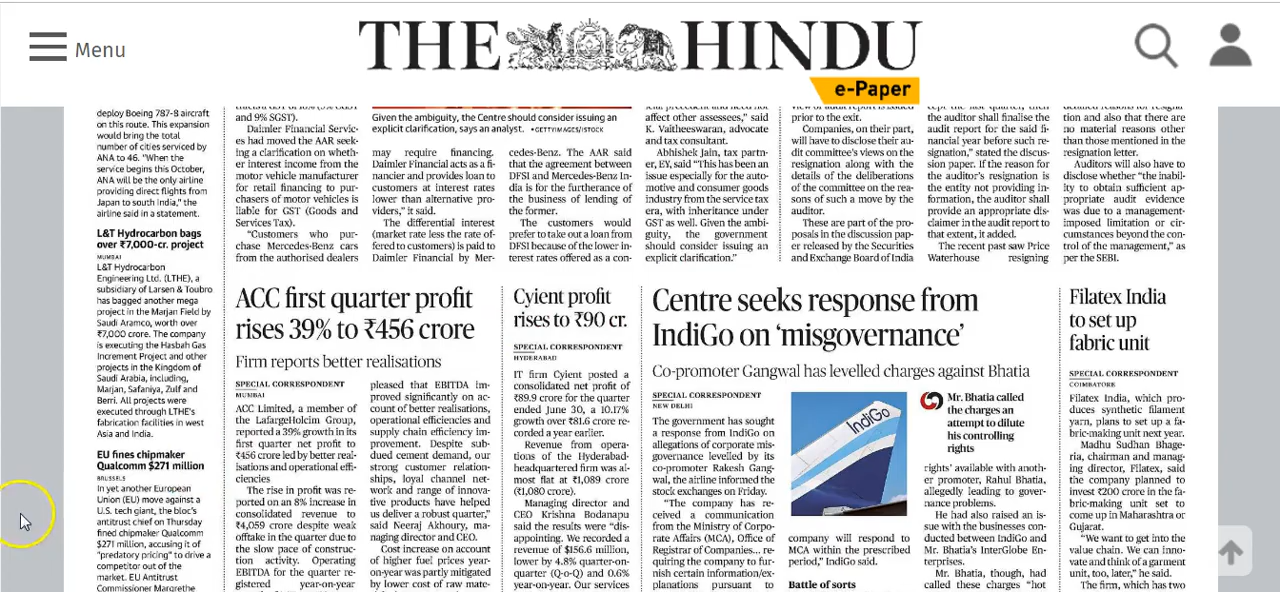 Menu
THE HINDU
e-Paper
deploy Boeing 787-8 aircraft
on this route. This expansion
would bring the total
number of cities serviced by
ANA to 46. "When the
service begins this October,
ANA will be the only airline
providing direct flights from
Japan to south India," the
airline said in a statement.
L&T Hydrocarbon bags
over ₹7,000-cr. project
MUMBAI
L&T Hydrocarbon
Engineering Ltd. (LTHE), a
subsidiary of Larsen & Toubro
has bagged another mega
project in the Marjan Field by
Saudi Aramco, worth over
₹7,000 crore. The company
is executing the Hasbah Gas
Increment Project and other
projects in the Kingdom of
Saudi Arabia, including,
Marjan, Safaniya, Zulf and
Berri. All projects were
executed through LTHE's
fabrication facilities in west
Asia and India.
EU fines chipmaker
Qualcomm $271 million
BRUSSELS
In yet another European
Union (EU) move against a
U.S. tech giant, the bloc's
antitrust chief on Thursday
fined chipmaker Qualcomm
$271 million, accusing it of
"predatory pricing" to drive a
competitor out of the
market. EU Antitrust
Commissioner Margrethe
and 9% SGST).
Daimler Financial Servic-
es had moved the AAR seek-
ing a clarification on wheth-
er interest income from the
motor vehicle manufacturer
for retail financing to pur-
chasers of motor vehicles is
liable for GST (Goods and
Services Tax).
"Customers who pur-
chase Mercedes-Benz cars
from the authorised dealers
Given the ambiguity, the Centre should consider issuing an
explicit clarification, says an analyst. •GETTYIMAGES/ISTOCK
may require financing.
Daimler Financial acts as a fi-
nancier and provides loan to
customers at interest rates
lower than alternative pro-
viders," it said.
The differential interest
(market rate less the rate of-
fered to customers) is paid to
Daimler Financial by Mer-
cedes-Benz. The AAR said
that the agreement between
DFSI and Mercedes-Benz In-
dia is for the furtherance of
the business of lending of
the former.
The customers would
prefer to take out a loan from
DFSI because of the lower in-
terest rates offered as a con-
affect other assessees," said
K. Vaitheeswaran, advocate
and tax consultant.
Abhishek Jain, tax partn-
er, EY, said "This has been an
issue especially for the auto-
motive and consumer goods
industry from the service tax
era, with inheritance under
GST as well. Given the ambi-
guity, the government
should consider issuing an
explicit clarification."
view of audit report is issued
prior to the exit.
Companies, on their part,
will have to disclose their au-
dit committee's views on the
resignation along with the
details of the deliberations
of the committee on the rea-
sons of such a move by the
auditor.
These are part of the pro-
posals in the discussion pa-
per released by the Securities
and Exchange Board of India
cept the last quarter, then
the auditor shall finalise the
audit report for the said fi-
nancial year before such re-
signation," stated the discus-
sion paper. If the reason for
the auditor's resignation is
the entity not providing in-
formation, the auditor shall
provide an appropriate dis-
claimer in the audit report to
that extent, it added.
The recent past saw Price
Waterhouse resigning
detailed reasons for resigna-
tion and also that there are
no material reasons other
than those mentioned in the
resignation letter.
Auditors will also have to
disclose whether "the inabil-
ity to obtain sufficient ap-
propriate audit evidence
was due to a management-
imposed limitation or cir-
cumstances beyond the con-
trol of the management," as
per the SEBI.
ACC first quarter profit
rises 39% to ₹456 crore
Firm reports better realisations
SPECIAL CORRESPONDENT
MUMBAI
ACC Limited, a member of
the LafargeHolcim Group,
reported a 39% growth in its
first quarter net profit to
₹456 crore led by better real-
isations and operational effi-
ciencies
The rise in profit was re-
ported on an 8% increase in
consolidated revenue to
₹4,059 crore despite weak
offtake in the quarter due to
the slow pace of construc-
tion activity. Operating
EBITDA for the quarter re-
gistered year-on-year
pleased that EBITDA im-
proved significantly on ac-
count of better realisations,
operational efficiencies and
supply chain efficiency im-
provement. Despite sub-
dued cement demand, our
strong customer relation-
ships, loyal channel net-
work and range of innova-
tive products have helped
us deliver a robust quarter,"
said Neeraj Akhoury, ma-
naging director and CEO.
Cost increase on account
of higher fuel prices year-
on-year was partly mitigated
by lower cost of raw mate-
Cyient profit
rises to ₹90 cr.
SPECIAL CORRESPONDENT
HYDERABAD
IT firm Cyient posted a
consolidated net profit of
₹89.9 crore for the quarter
ended June 30, a 10.17%
growth over ₹81.6 crore re-
corded a year earlier.
Revenue from opera-
tions of the Hyderabad-
headquarterd firm was al-
most flat at ₹1,089 crore
(₹1,080 crore).
Managing director and
CEO Krishna Bodanapu
said the results were "dis-
appointing. We recorded a
revenue of $156.6 million,
lower by 4.8% quarter-on-
quarter (Q-o-Q) and 0.6%
year-on-year. Our services
Centre seeks response from
IndiGo on 'misgovernance'
Co-promoter Gangwal has levelled charges against Bhatia
SPECIAL CORRESPONDENT
NEW DELHI
The government has sought
a response from IndiGo on
allegations of corporate mis-
governance levelled by its
co-promoter Rakesh Gang-
wal, the airline informed the
stock exchanges on Friday.
"The company has re-
ceived a communication
from the Ministry of Corpo-
rate Affairs (MCA), Office of
Registrar of Companies... re-
quiring the company to fur-
nish certain information/ex-
planations pursuant to
IndiGo
company will respond to
MCA within the prescribed
period," IndiGo said.
Battle of sorts
Mr. Bhatia called
the charges an
attempt to dilute
his controlling
rights
rights' available with anoth-
er promoter, Rahul Bhatia,
allegedly leading to gover-
nance problems.
He had also raised an is-
sue with the businesses con-
ducted between IndiGo and
Mr. Bhatia's InterGlobe En-
terprises.
Mr. Bhatia, though, had
called these charges "hot
Filatex India
to set up
fabric unit
SPECIAL CORRESPONDENT
COIMBATORE
Filatex India, which pro-
duces synthetic filament
yarn, plans to set up a fa-
bric-making unit next year.
Madhu Sudhan Bhage-
ria, chairman and manag-
ing director, Filatex, said
the company planned to
invest ₹200 crore in the fa-
bric-making unit set to
come up in Maharashtra or
Gujarat.
"We want to get into the
value chain. We can inno-
vate and think of a garment
unit, too, later," he said.
The firm, which has two